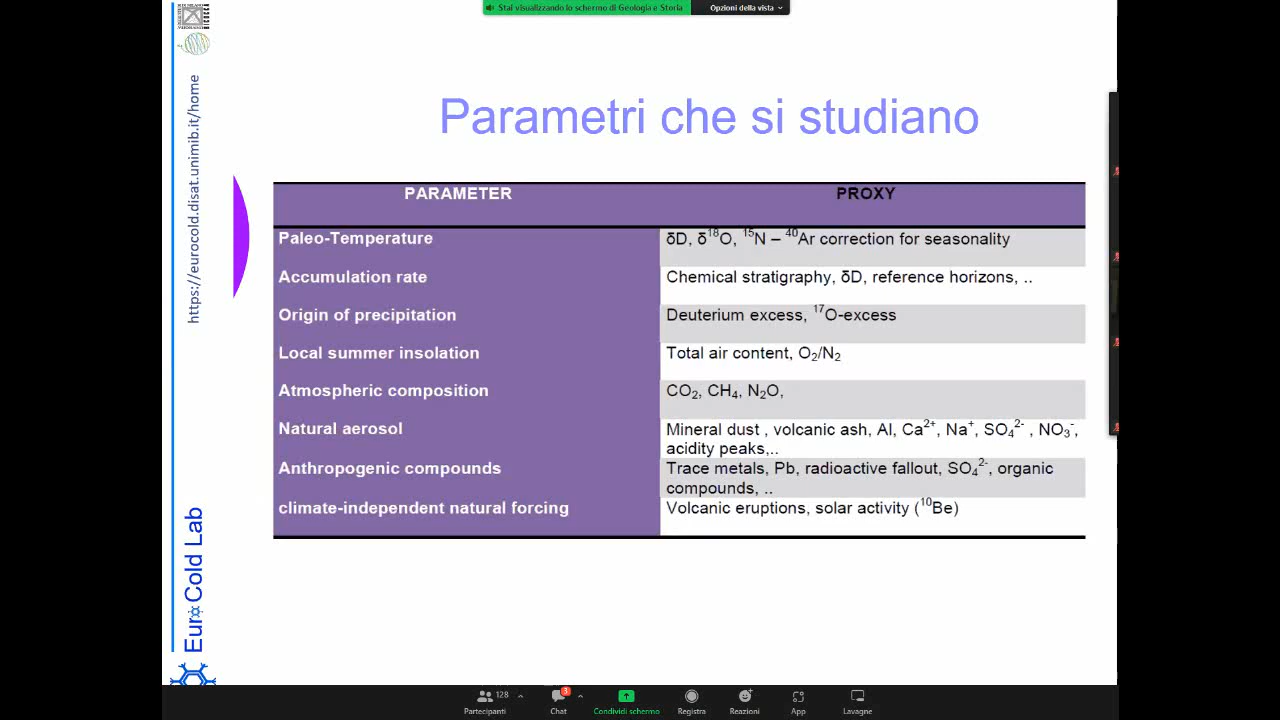 Stai visualizzando lo schermo di Geologia e Storia
Opzioni della vista
https://eurocold.disat.unimib.it/home
EuroCold Lab
Parametri che si studiano
PARAMETER PROXY
Paleo-Temperature δD, δ¹⁸O, ¹⁵N – ⁴⁰Ar correction for seasonality
Accumulation rate Chemical stratigraphy, δD, reference horizons, ..
Origin of precipitation Deuterium excess, ¹⁷O-excess
Local summer insolation Total air content, O₂/N₂
Atmospheric composition CO₂, CH₄, N₂O,
Natural aerosol Mineral dust , volcanic ash, Al, Ca²⁺, Na⁺, SO₄²⁻ , NO₃⁻,
acidity peaks,..
Anthropogenic compounds Trace metals, Pb, radioactive fallout, SO₄²⁻, organic
compounds, ..
climate-independent natural forcing Volcanic eruptions, solar activity (¹⁰Be)
128
3
Partecipanti Chat Condividi schermo Registra Reazioni App Lavagne